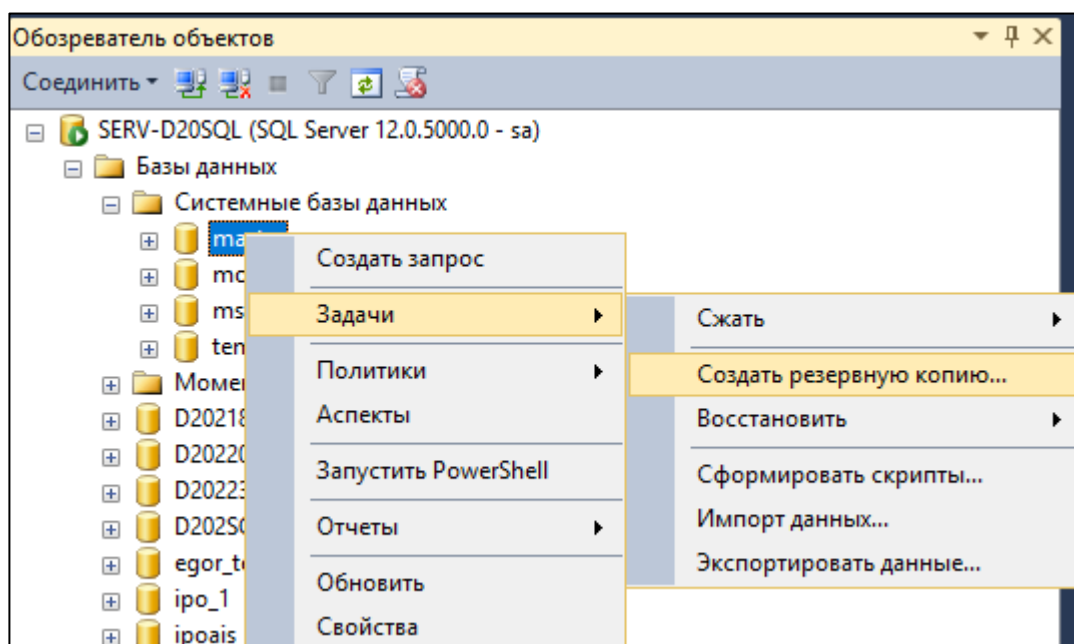 Обозреватель объектов
Соединить
SERV-D20SQL (SQL Server 12.0.5000.0 - sa)
Базы данных
Системные базы данных
Создать запрос
Задачи
Политики
Аспекты
Запустить PowerShell
Отчеты
Обновить
Свойства
Сжать
Создать резервную копию...
Восстановить
Сформировать скрипты...
Импорт данных...
Экспортировать данные...
ipo_1
ipoais